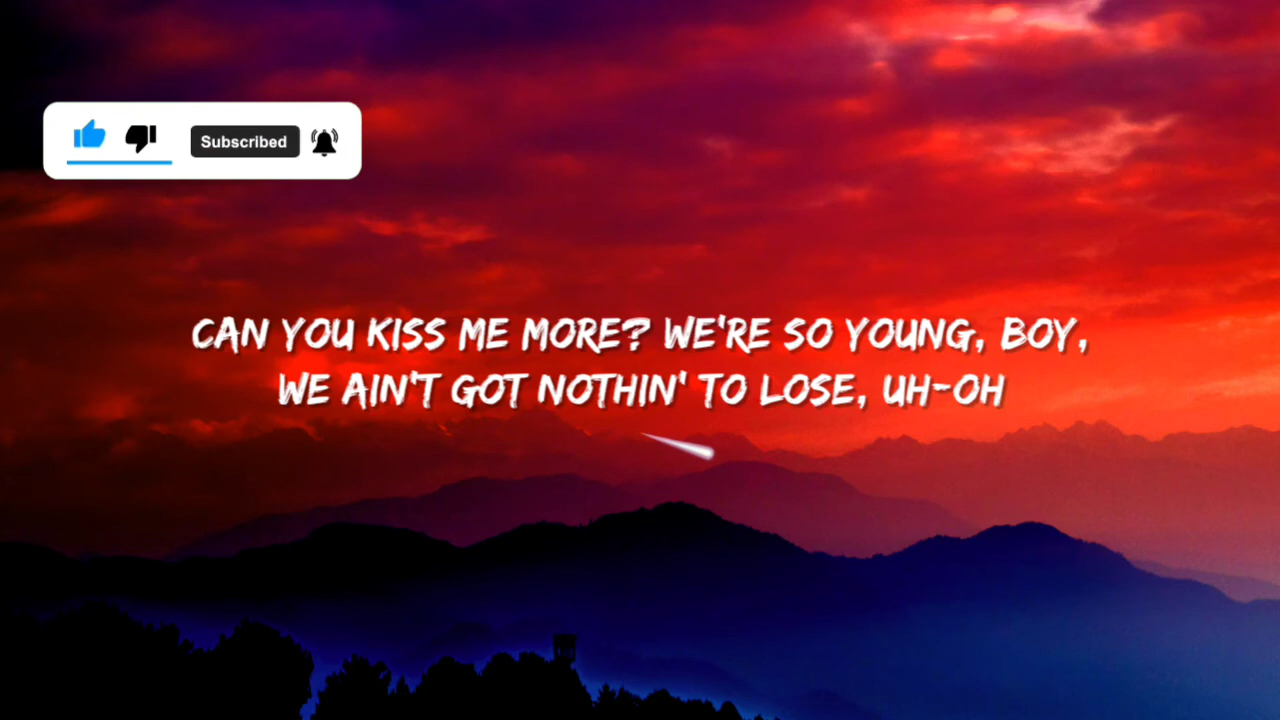 Subscribed
CAN YOU KISS ME MORE? WE'RE SO YOUNG, BOY,
WE AIN'T GOT NOTHIN' TO LOSE, UH-OH